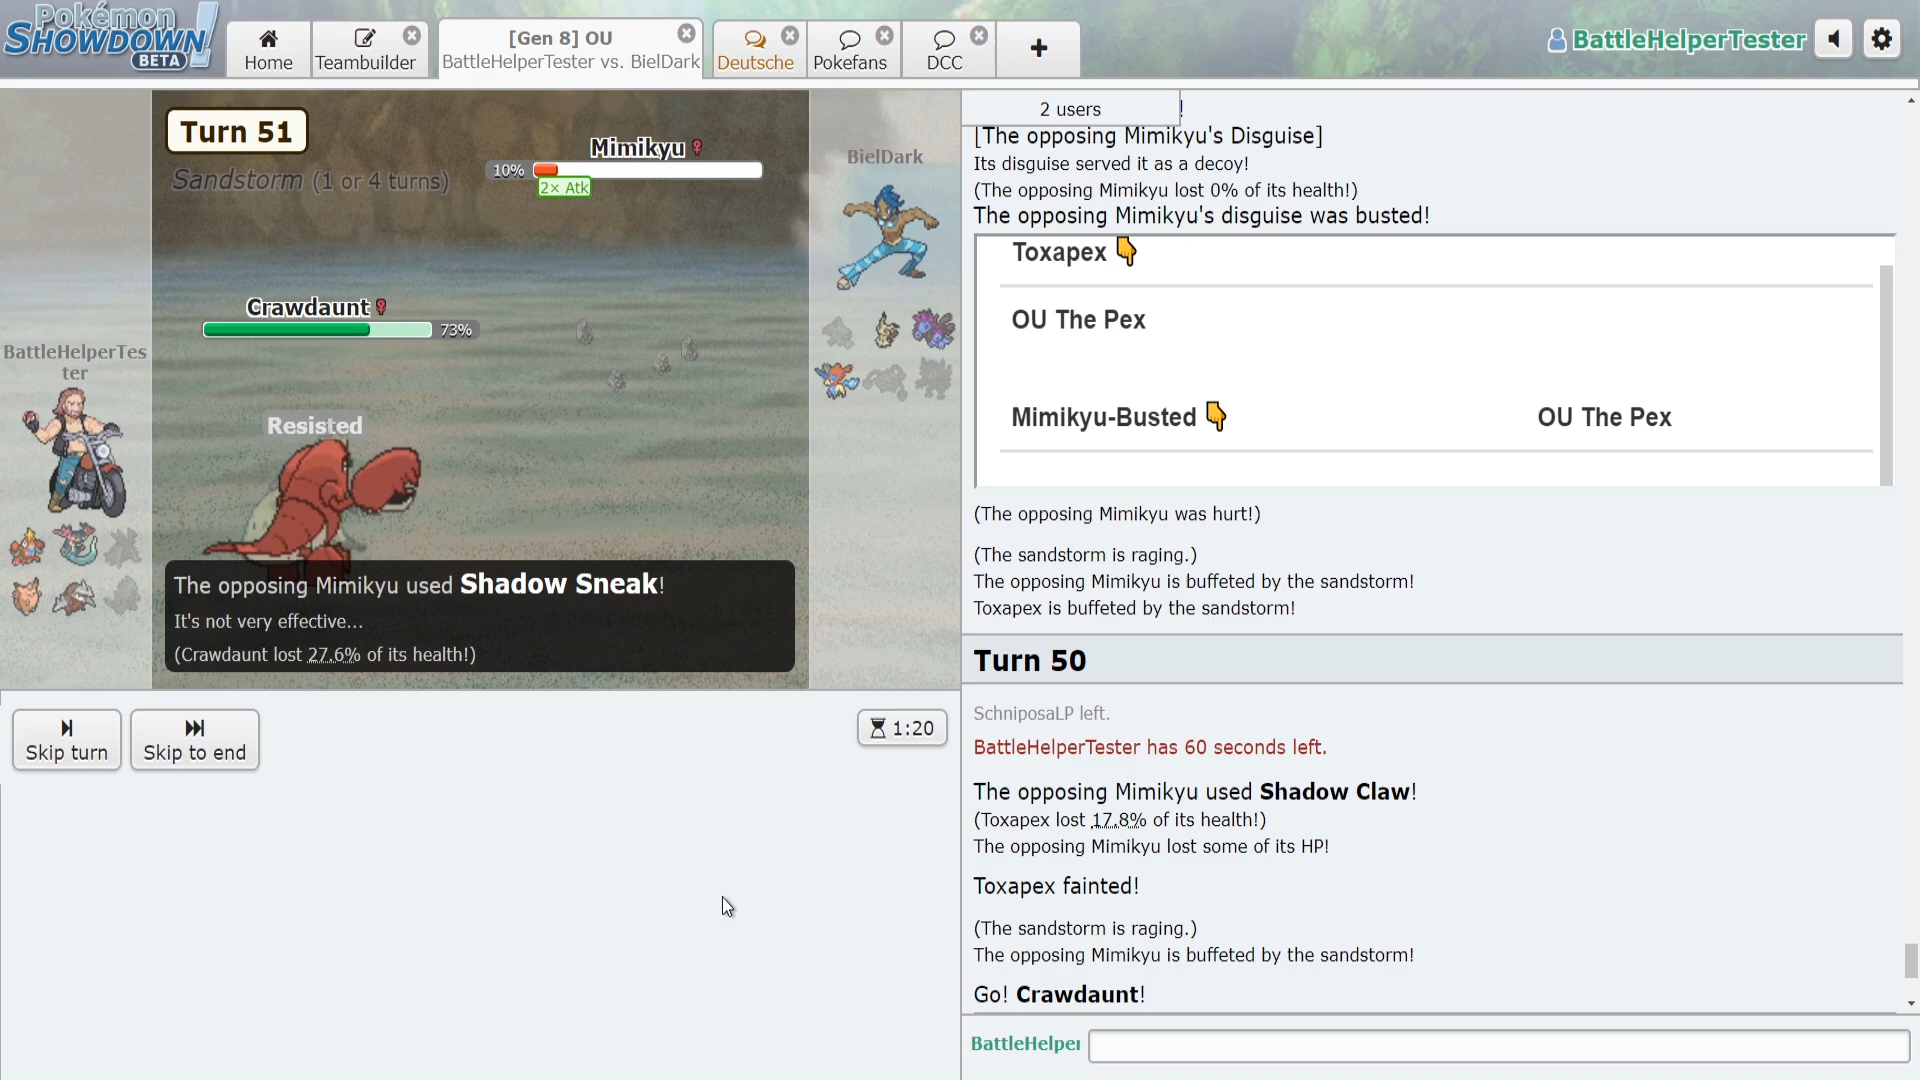 Pokémon
SHOWDOWN!
BETA
Home
Teambuilder
[Gen 8] OU
BattleHelperTester vs. BielDark
Deutsche
Pokefans
DCC
+
BattleHelperTester
Turn 51
Sandstorm (1 or 4 turns)
Mimikyu
10%
2× Atk
Crawdaunt
73%
Resisted
BattleHelperTes
ter
BielDark
The opposing Mimikyu used Shadow Sneak!
It's not very effective...
(Crawdaunt lost 27.6% of its health!)
Skip turn
Skip to end
1:20
2 users
!
[The opposing Mimikyu's Disguise]
Its disguise served it as a decoy!
(The opposing Mimikyu lost 0% of its health!)
The opposing Mimikyu's disguise was busted!
Toxapex 👇
OU The Pex
Mimikyu-Busted 👇 OU The Pex
(The opposing Mimikyu was hurt!)
(The sandstorm is raging.)
The opposing Mimikyu is buffeted by the sandstorm!
Toxapex is buffeted by the sandstorm!
Turn 50
SchniposaLP left.
BattleHelperTester has 60 seconds left.
The opposing Mimikyu used Shadow Claw!
(Toxapex lost 17.8% of its health!)
The opposing Mimikyu lost some of its HP!
Toxapex fainted!
(The sandstorm is raging.)
The opposing Mimikyu is buffeted by the sandstorm!
Go! Crawdaunt!
BattleHelper